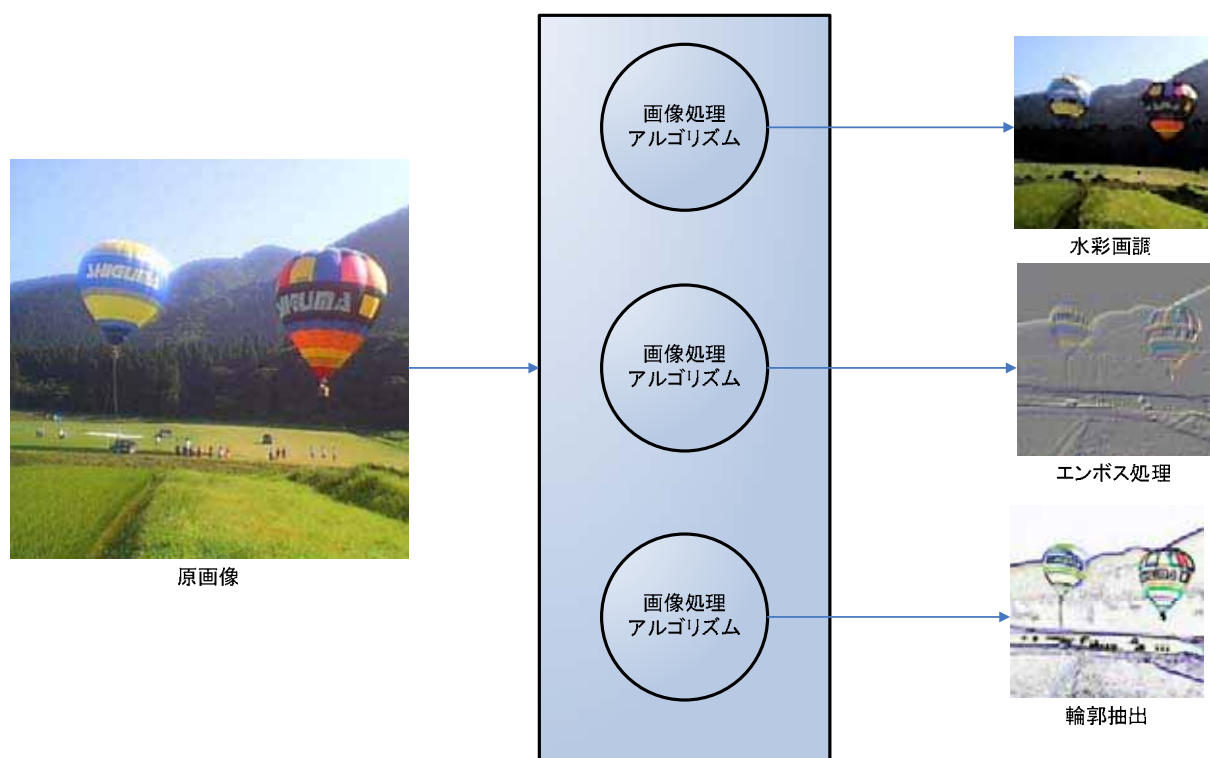 画像処理
アルゴリズム
水彩画調
SHIGUMA
SHIGUMA
画像処理
アルゴリズム
エンボス処理
原画像
画像処理
アルゴリズム
輪郭抽出